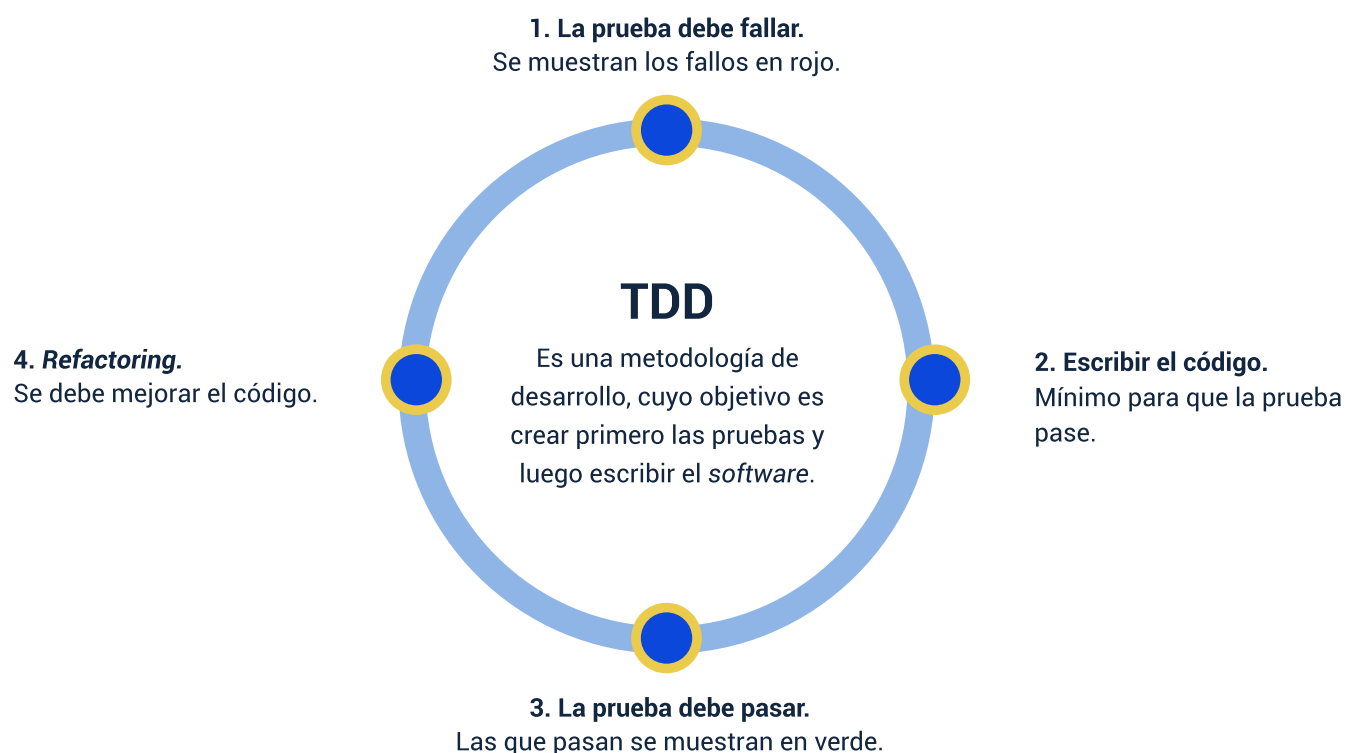 1. La prueba debe fallar.
Se muestran los fallos en rojo.
TDD
Es una metodología de
desarrollo, cuyo objetivo es
crear primero las pruebas y
luego escribir el software.
2. Escribir el código.
Mínimo para que la prueba
pase.
3. La prueba debe pasar.
Las que pasan se muestran en verde.
4. Refactoring.
Se debe mejorar el código.